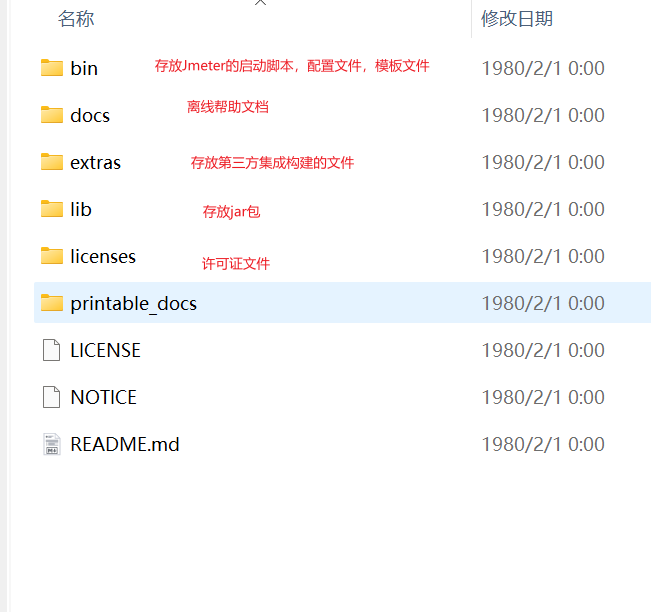 名称 修改日期
bin 存放Jmeter的启动脚本，配置文件，模板文件 1980/2/1 0:00
docs 离线帮助文档 1980/2/1 0:00
extras 存放第三方集成构建的文件 1980/2/1 0:00
lib 存放jar包 1980/2/1 0:00
licenses 许可证文件 1980/2/1 0:00
printable_docs 1980/2/1 0:00
LICENSE 1980/2/1 0:00
NOTICE 1980/2/1 0:00
README.md 1980/2/1 0:00